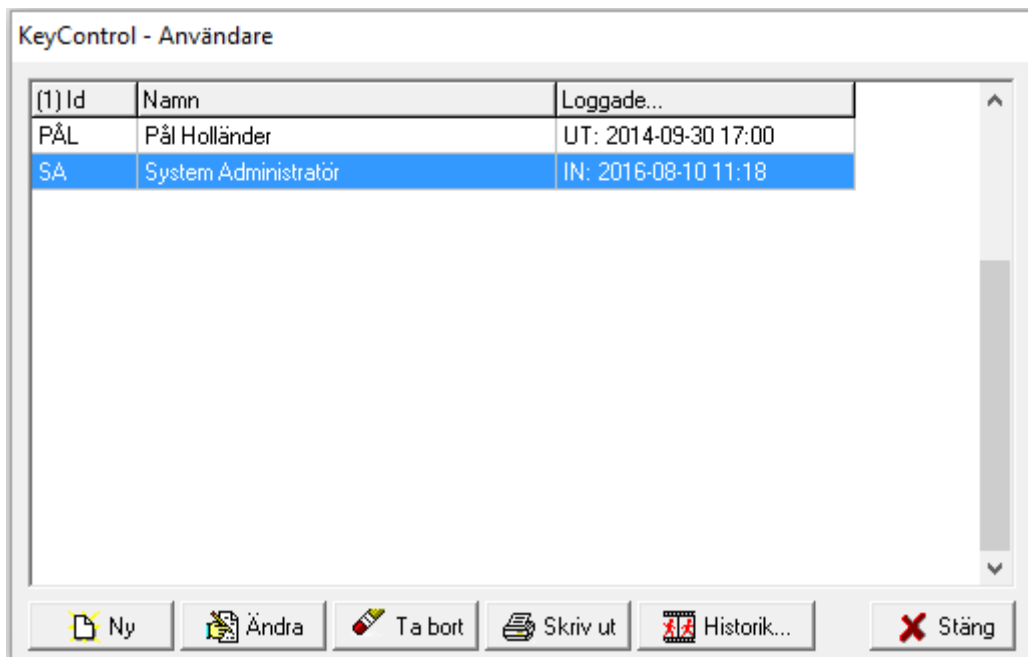 KeyControl - Användare
(1) Id Namn Loggade...
PÅL Pål Holländer UT: 2014-09-30 17:00
SA System Administratör IN: 2016-08-10 11:18
Ny Ändra Ta bort Skriv ut Historik... Stäng